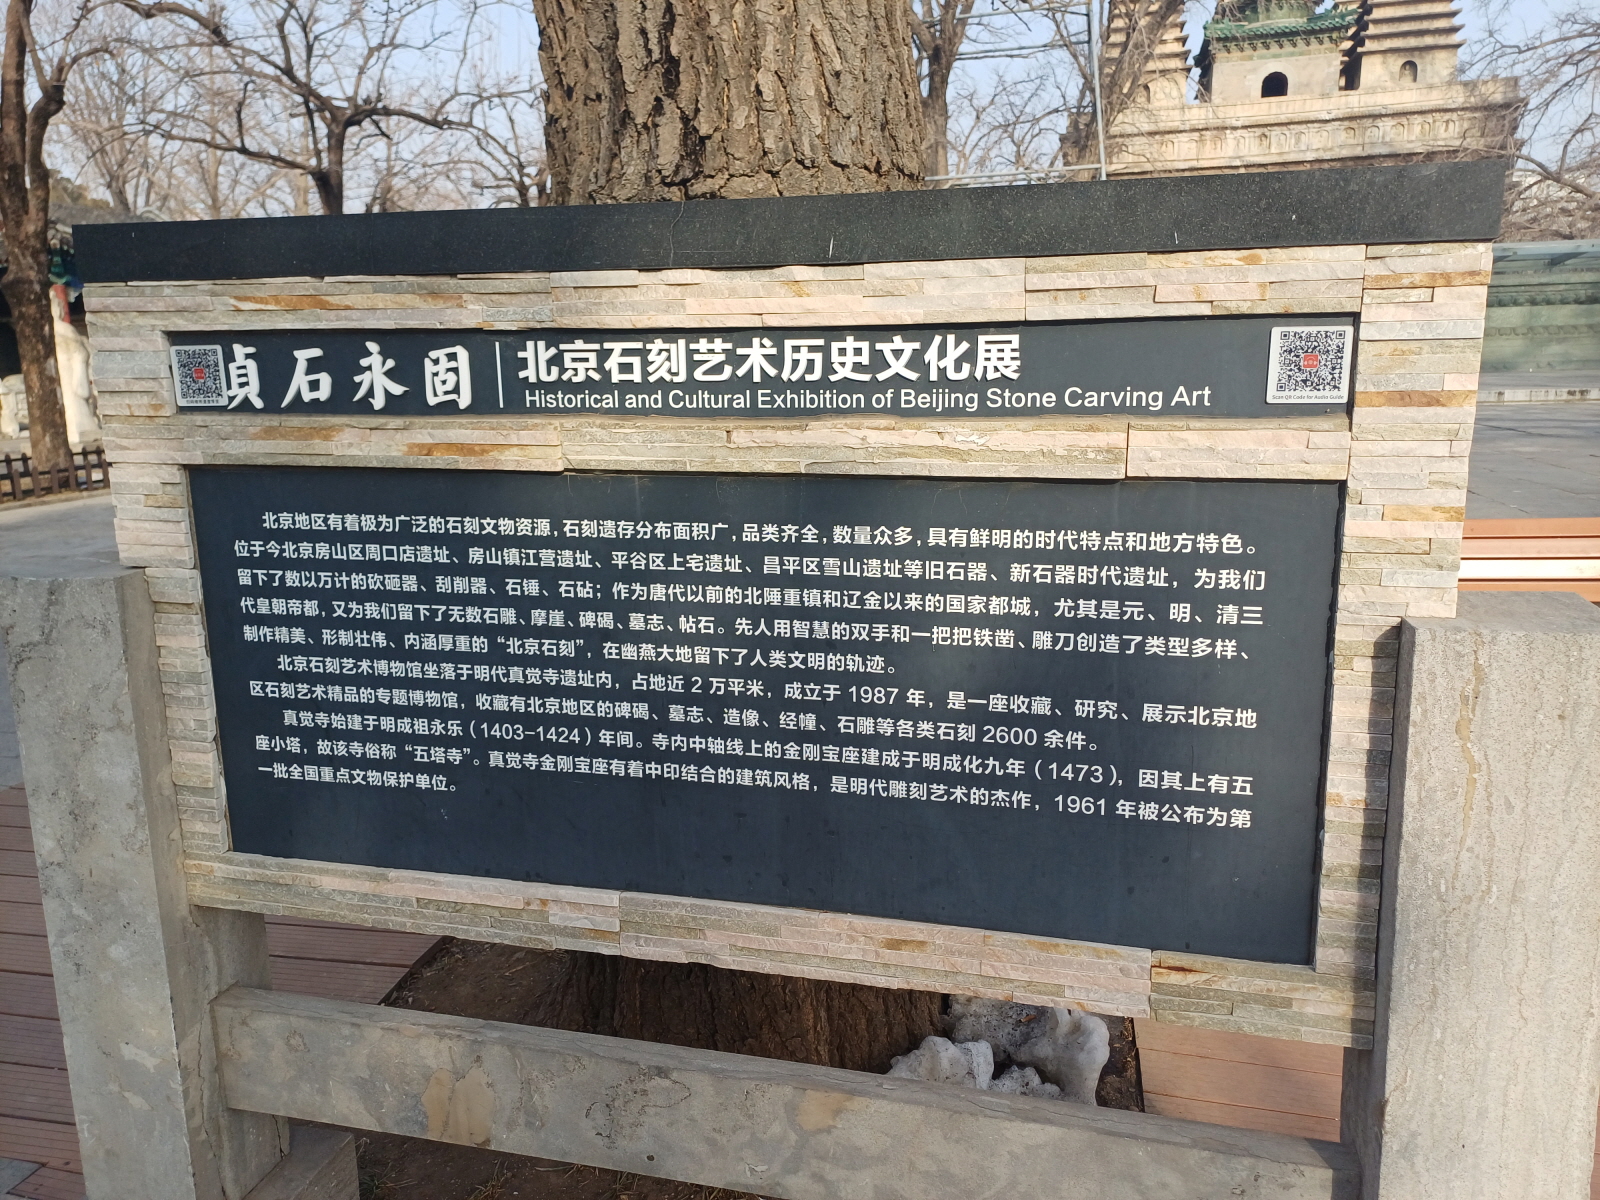 贞石永固
北京石刻艺术历史文化展
Historical and Cultural Exhibition of Beijing Stone Carving Art
Scan QR Code for Audio Guide
北京地区有着极为广泛的石刻文物资源，石刻遗存分布面积广，品类齐全，数量众多，具有鲜明的时代特点和地方特色。
位于今北京房山区周口店遗址、房山镇江营遗址、平谷区上宅遗址、昌平区雪山遗址等旧石器、新石器时代遗址，为我们
留下了数以万计的砍砸器、刮削器、石锤、石砧；作为唐代以前的北陲重镇和辽金以来的国家都城，尤其是元、明、清三
代皇朝帝都，又为我们留下了无数石雕、摩崖、碑碣、墓志、帖石。先人用智慧的双手和一把把铁凿、雕刀创造了类型多样、
制作精美、形制壮伟、内涵厚重的“北京石刻”，在幽燕大地留下了人类文明的轨迹。
北京石刻艺术博物馆坐落于明代真觉寺遗址内，占地近 2 万平米，成立于 1987 年，是一座收藏、研究、展示北京地
区石刻艺术精品的专题博物馆，收藏有北京地区的碑碣、墓志、造像、经幢、石雕等各类石刻 2600 余件。
真觉寺始建于明成祖永乐（1403-1424）年间。寺内中轴线上的金刚宝座建成于明成化九年（1473），因其上有五
座小塔，故该寺俗称“五塔寺”。真觉寺金刚宝座有着中印结合的建筑风格，是明代雕刻艺术的杰作，1961 年被公布为第
一批全国重点文物保护单位。